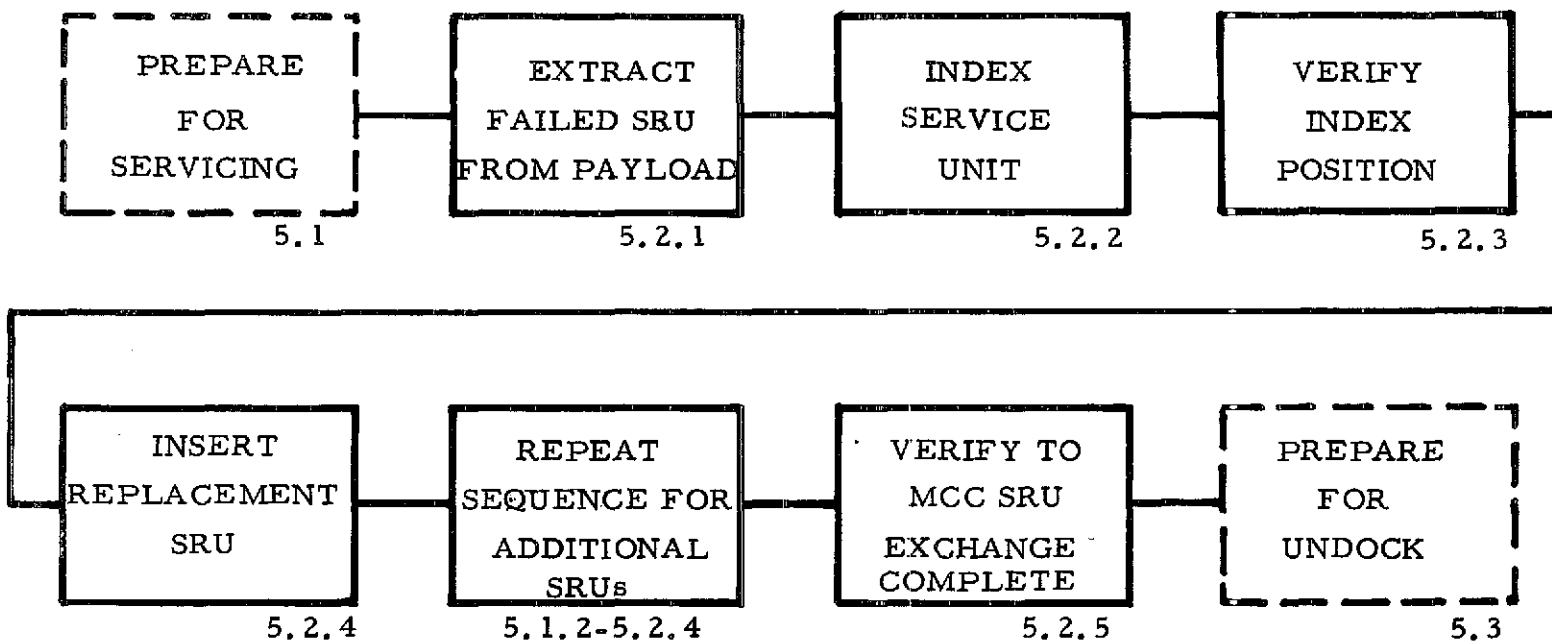 PREPARE
FOR
SERVICING
5.1
EXTRACT
FAILED SRU
FROM PAYLOAD
5.2.1
INDEX
SERVICE
UNIT
5.2.2
VERIFY
INDEX
POSITION
5.2.3
INSERT
REPLACEMENT
SRU
5.2.4
REPEAT
SEQUENCE FOR
ADDITIONAL
SRUs
5.1.2-5.2.4
VERIFY TO
MCC SRU
EXCHANGE
COMPLETE
5.2.5
PREPARE
FOR
UNDOCK
5.3